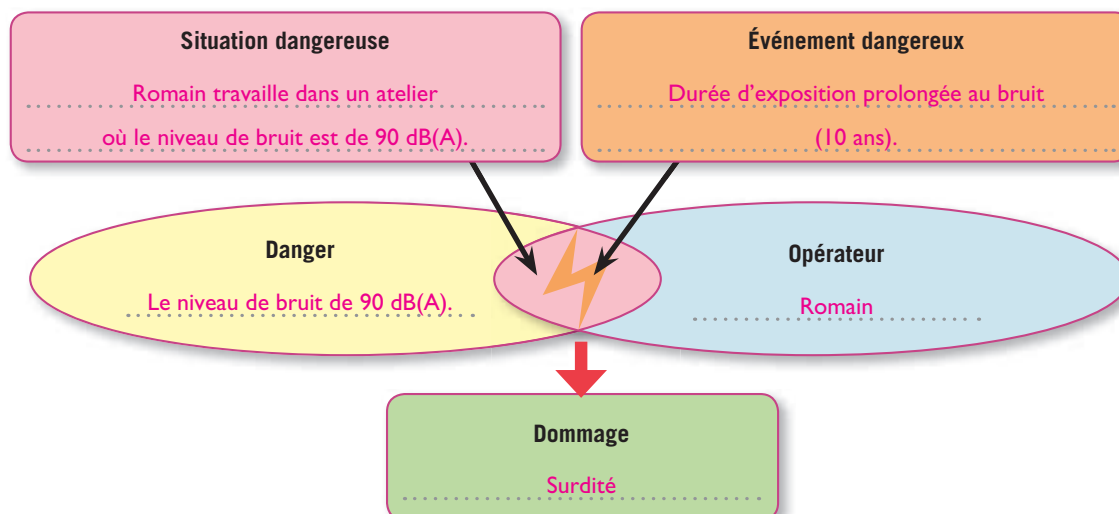 Situation dangereuse
Romain travaille dans un atelier
où le niveau de bruit est de 90 dB(A).
Événement dangereux
Durée d'exposition prolongée au bruit
(10 ans).
Danger
Le niveau de bruit de 90 dB(A).
Opérateur
Romain
Dommage
Surdité